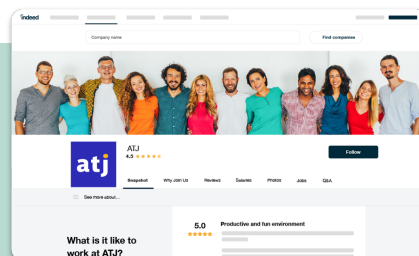 indeed
Company name
Find companies
atj
ATJ
4.5
Follow
Snapshot Why Join Us Reviews Salaries Photos Jobs Q&A
See more about...
5.0 Productive and fun environment
What is it like to
work at ATJ?